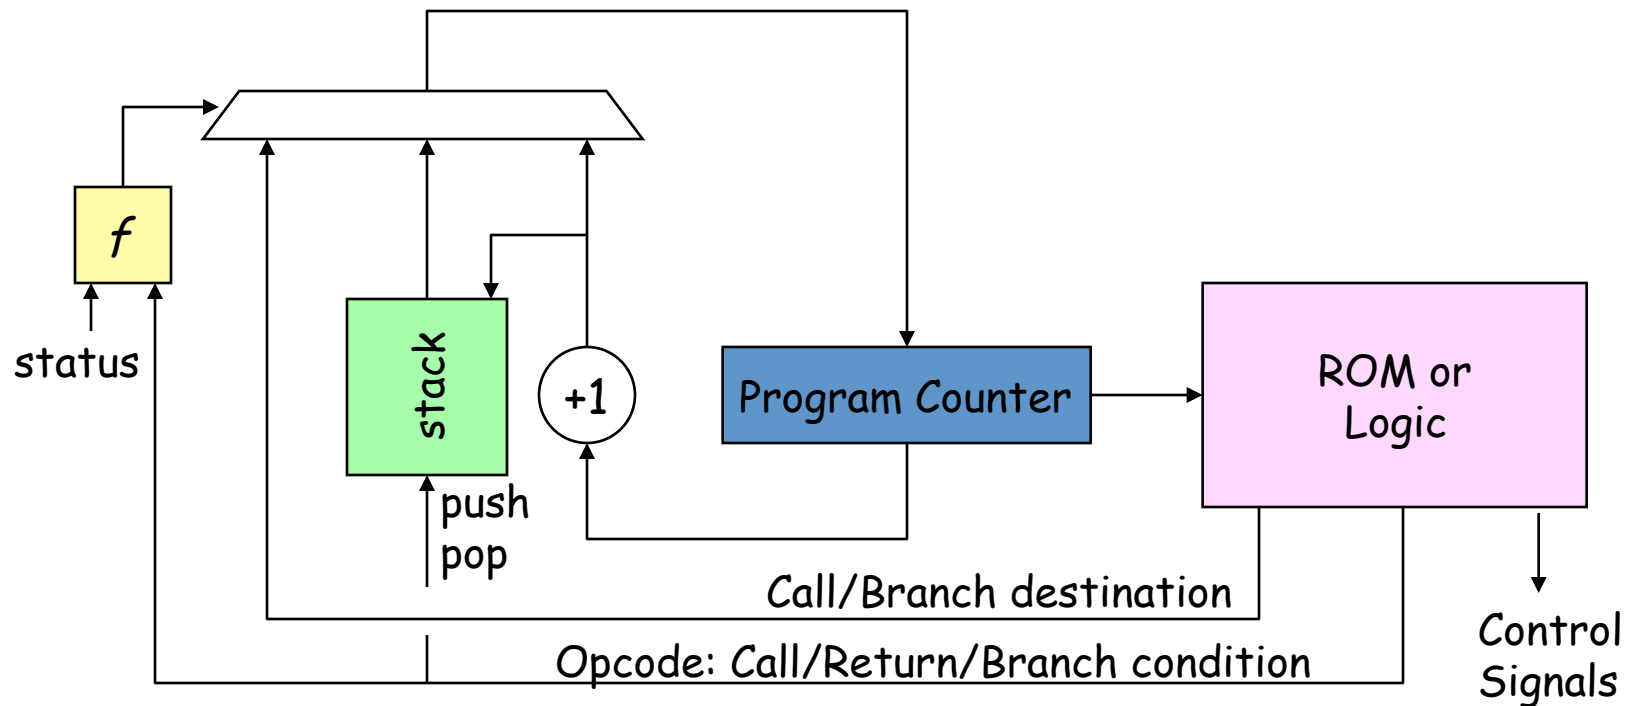 f
status
stack
+1
push
pop
Program Counter
ROM or
Logic
Call/Branch destination
Opcode: Call/Return/Branch condition
Control
Signals